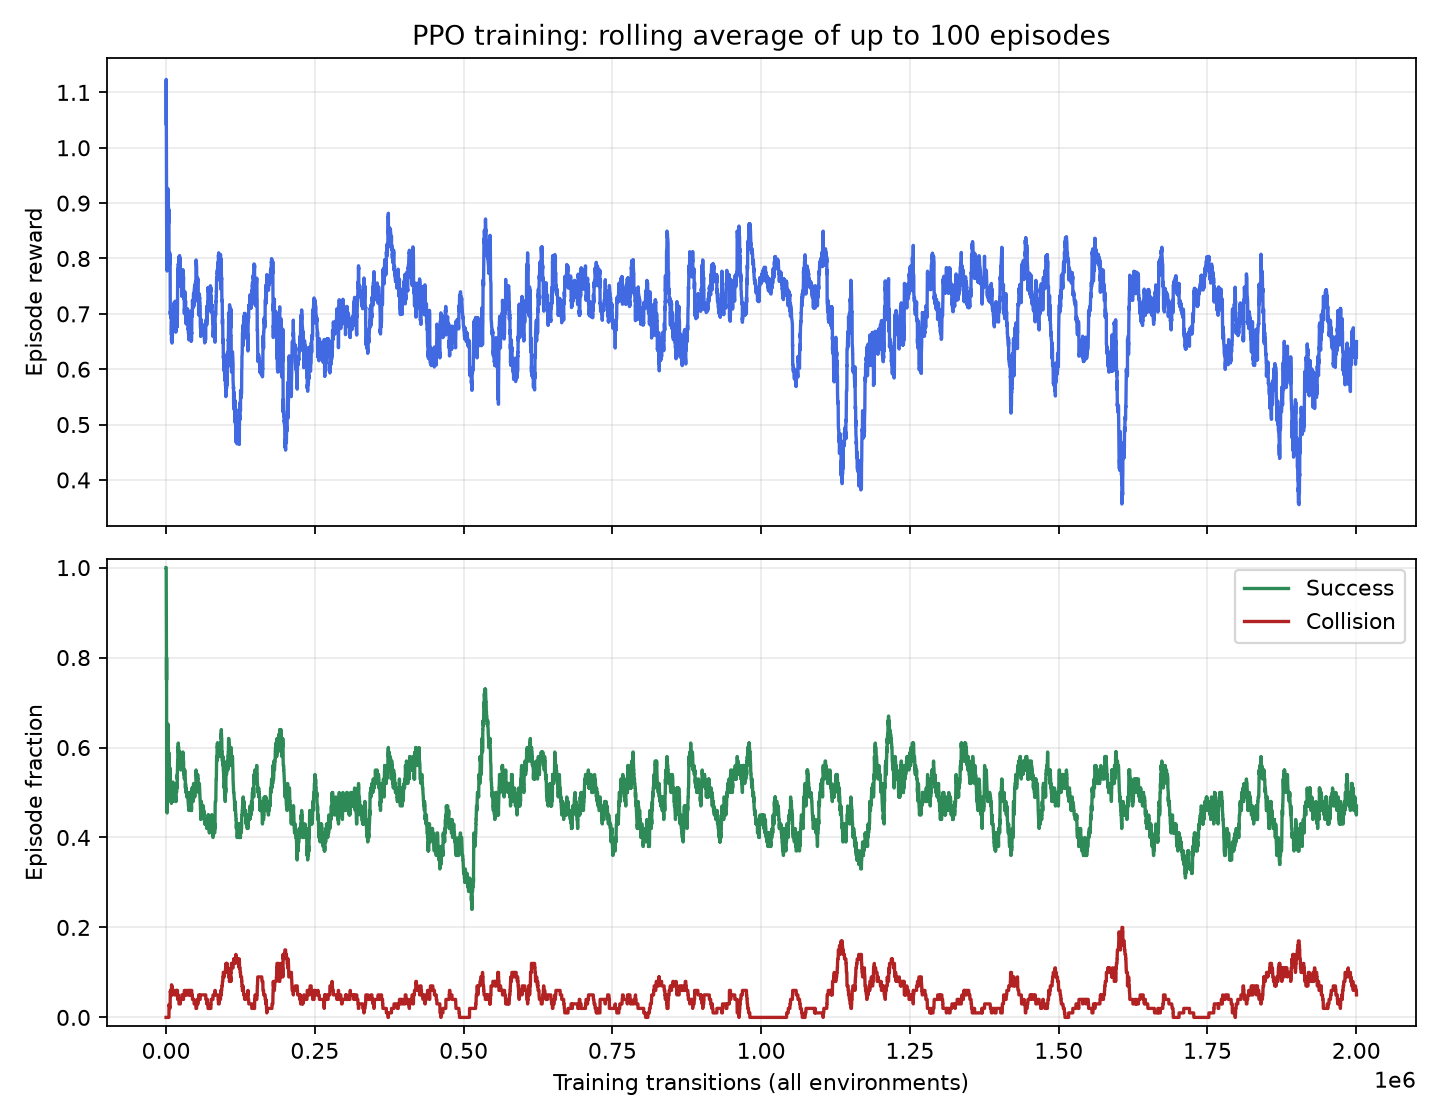 PPO training: rolling average of up to 100 episodes
1.1
1.0
0.9
0.8
0.7
0.6
0.5
0.4
Episode reward
1.0
0.8
0.6
0.4
0.2
0.0
Episode fraction
Success
Collision
0.00 0.25 0.50 0.75 1.00 1.25 1.50 1.75 2.00
1e6
Training transitions (all environments)